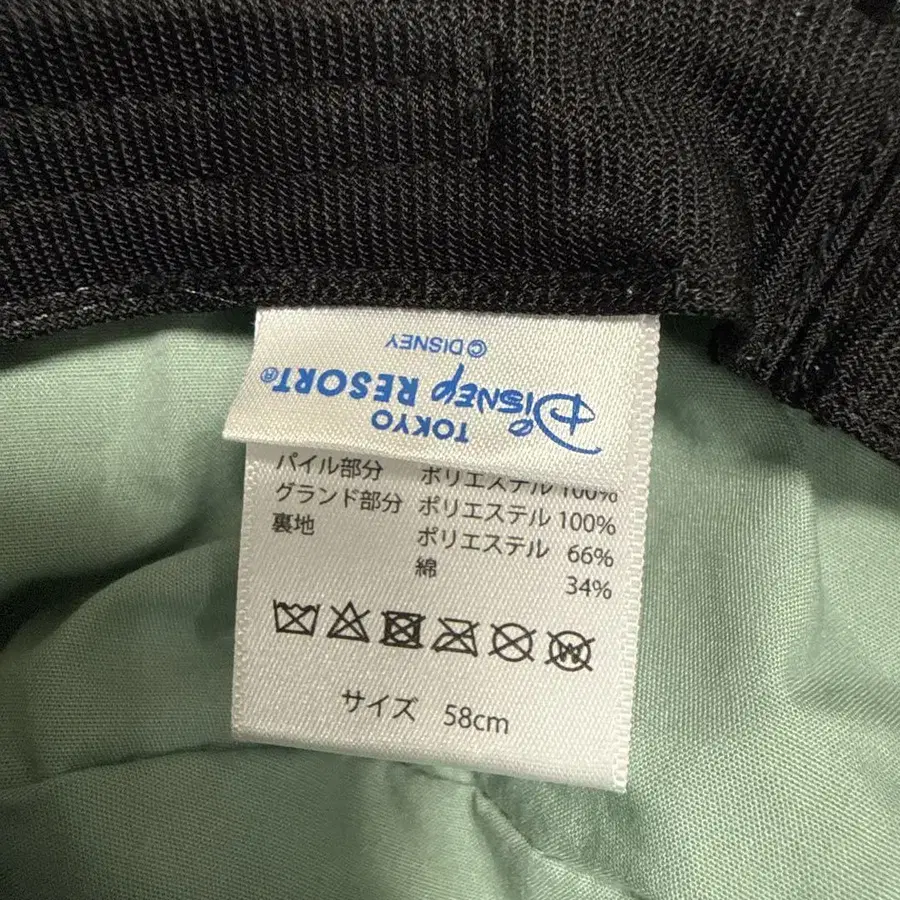 © DISNEY
TOKYO
Disney RESORT®
パイル部分 ポリエステル 100%
グランド部分 ポリエステル 100%
裏地 ポリエステル 66%
綿 34%
W
サイズ 58cm